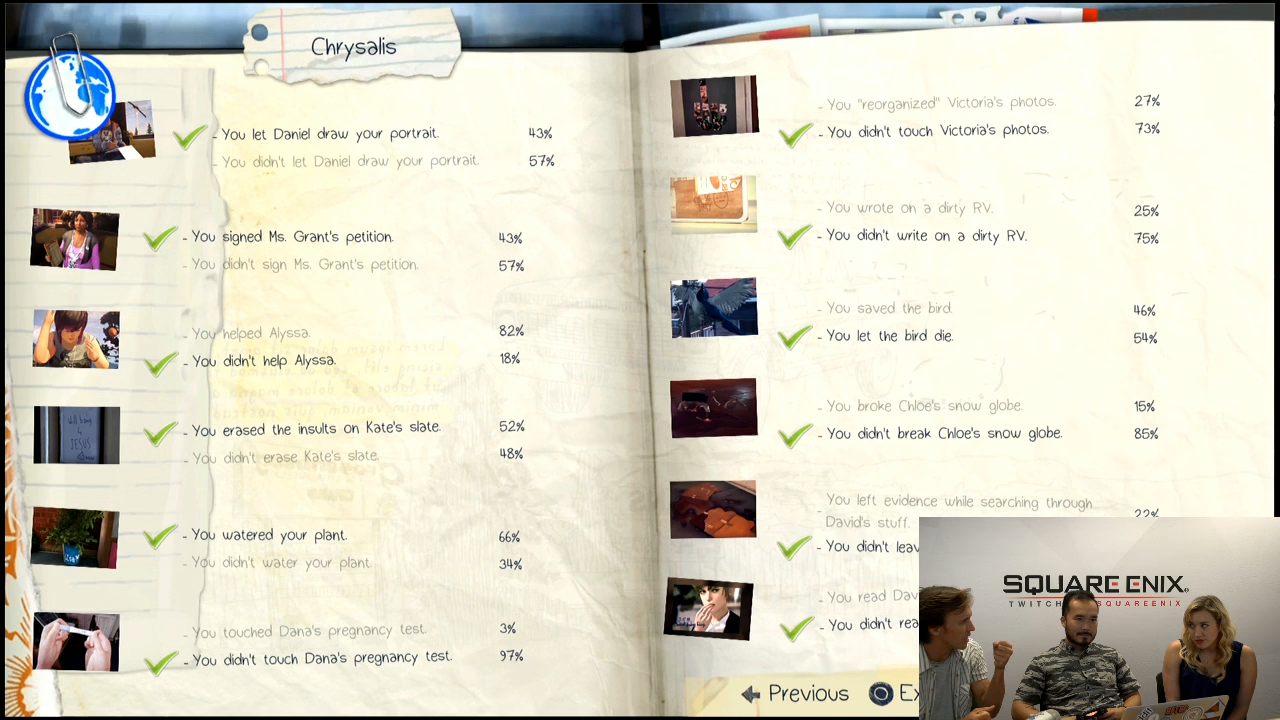 Chrysalis
- You let Daniel draw your portrait. 43%
- You didn't let Daniel draw your portrait. 57%
- You signed Ms. Grant's petition. 43%
- You didn't sign Ms. Grant's petition. 57%
- You helped Alyssa. 82%
- You didn't help Alyssa. 18%
- You erased the insults on Kate's slate. 52%
- You didn't erase Kate's slate. 48%
- You watered your plant. 66%
- You didn't water your plant. 34%
- You touched Dana's pregnancy test. 3%
- You didn't touch Dana's pregnancy test. 97%
- You "reorganized" Victoria's photos. 27%
- You didn't touch Victoria's photos. 73%
- You wrote on a dirty RV. 25%
- You didn't write on a dirty RV. 75%
- You saved the bird. 46%
- You let the bird die. 54%
- You broke Chloe's snow globe. 15%
- You didn't break Chloe's snow globe. 85%
You left evidence while searching through
David's stuff. 22%
- You didn't leav
- You read Dav
- You didn't rea
Previous Ex
SQUARE ENIX
TWITCH SQUAREENIX